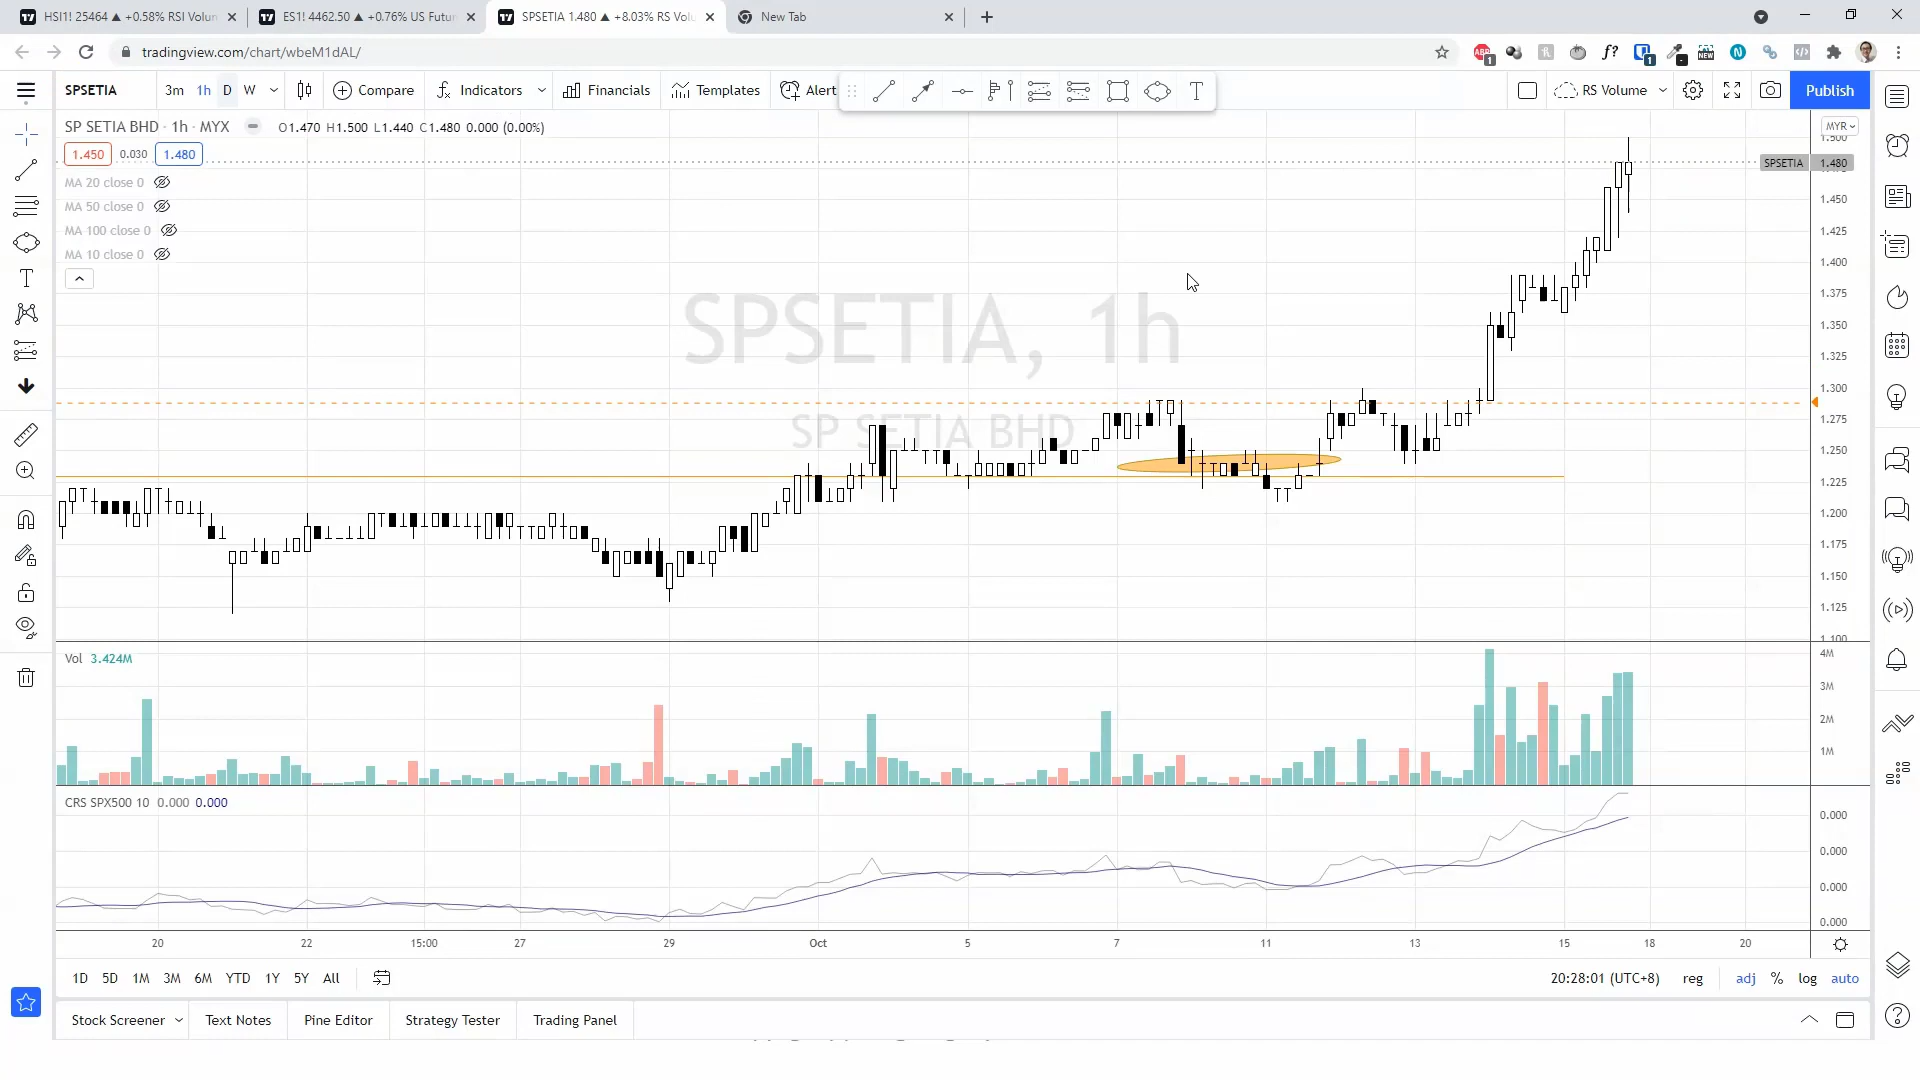 HSI1! 25464 ▲ +0.58% RSI Volum
ES1! 4462.50 ▲ +0.76% US Futur
SPSETIA 1.480 ▲ +8.03% RS Volu
New Tab
tradingview.com/chart/wbeM1dAL/
SPSETIA
3m 1h D W
Compare
Indicators
Financials
Templates
Alert
RS Volume
Publish
SP SETIA BHD · 1h · MYX
O1.470 H1.500 L1.440 C1.480 0.000 (0.00%)
MYR
1.450 0.030 1.480
MA 20 close 0
MA 50 close 0
MA 100 close 0
MA 10 close 0
SPSETIA, 1h
SP SETIA BHD
1.500
SPSETIA 1.480
1.450
1.425
1.400
1.375
1.350
1.325
1.300
1.275
1.250
1.225
1.200
1.175
1.150
1.125
1.100
Vol 3.424M
4M
3M
2M
1M
CRS SPX500 10 0.000 0.000
0.000
0.000
0.000
0.000
20 22 15:00 27 29 Oct 5 7 11 13 15 18 20
1D 5D 1M 3M 6M YTD 1Y 5Y All
20:28:01 (UTC+8) reg adj % log auto
Stock Screener
Text Notes
Pine Editor
Strategy Tester
Trading Panel